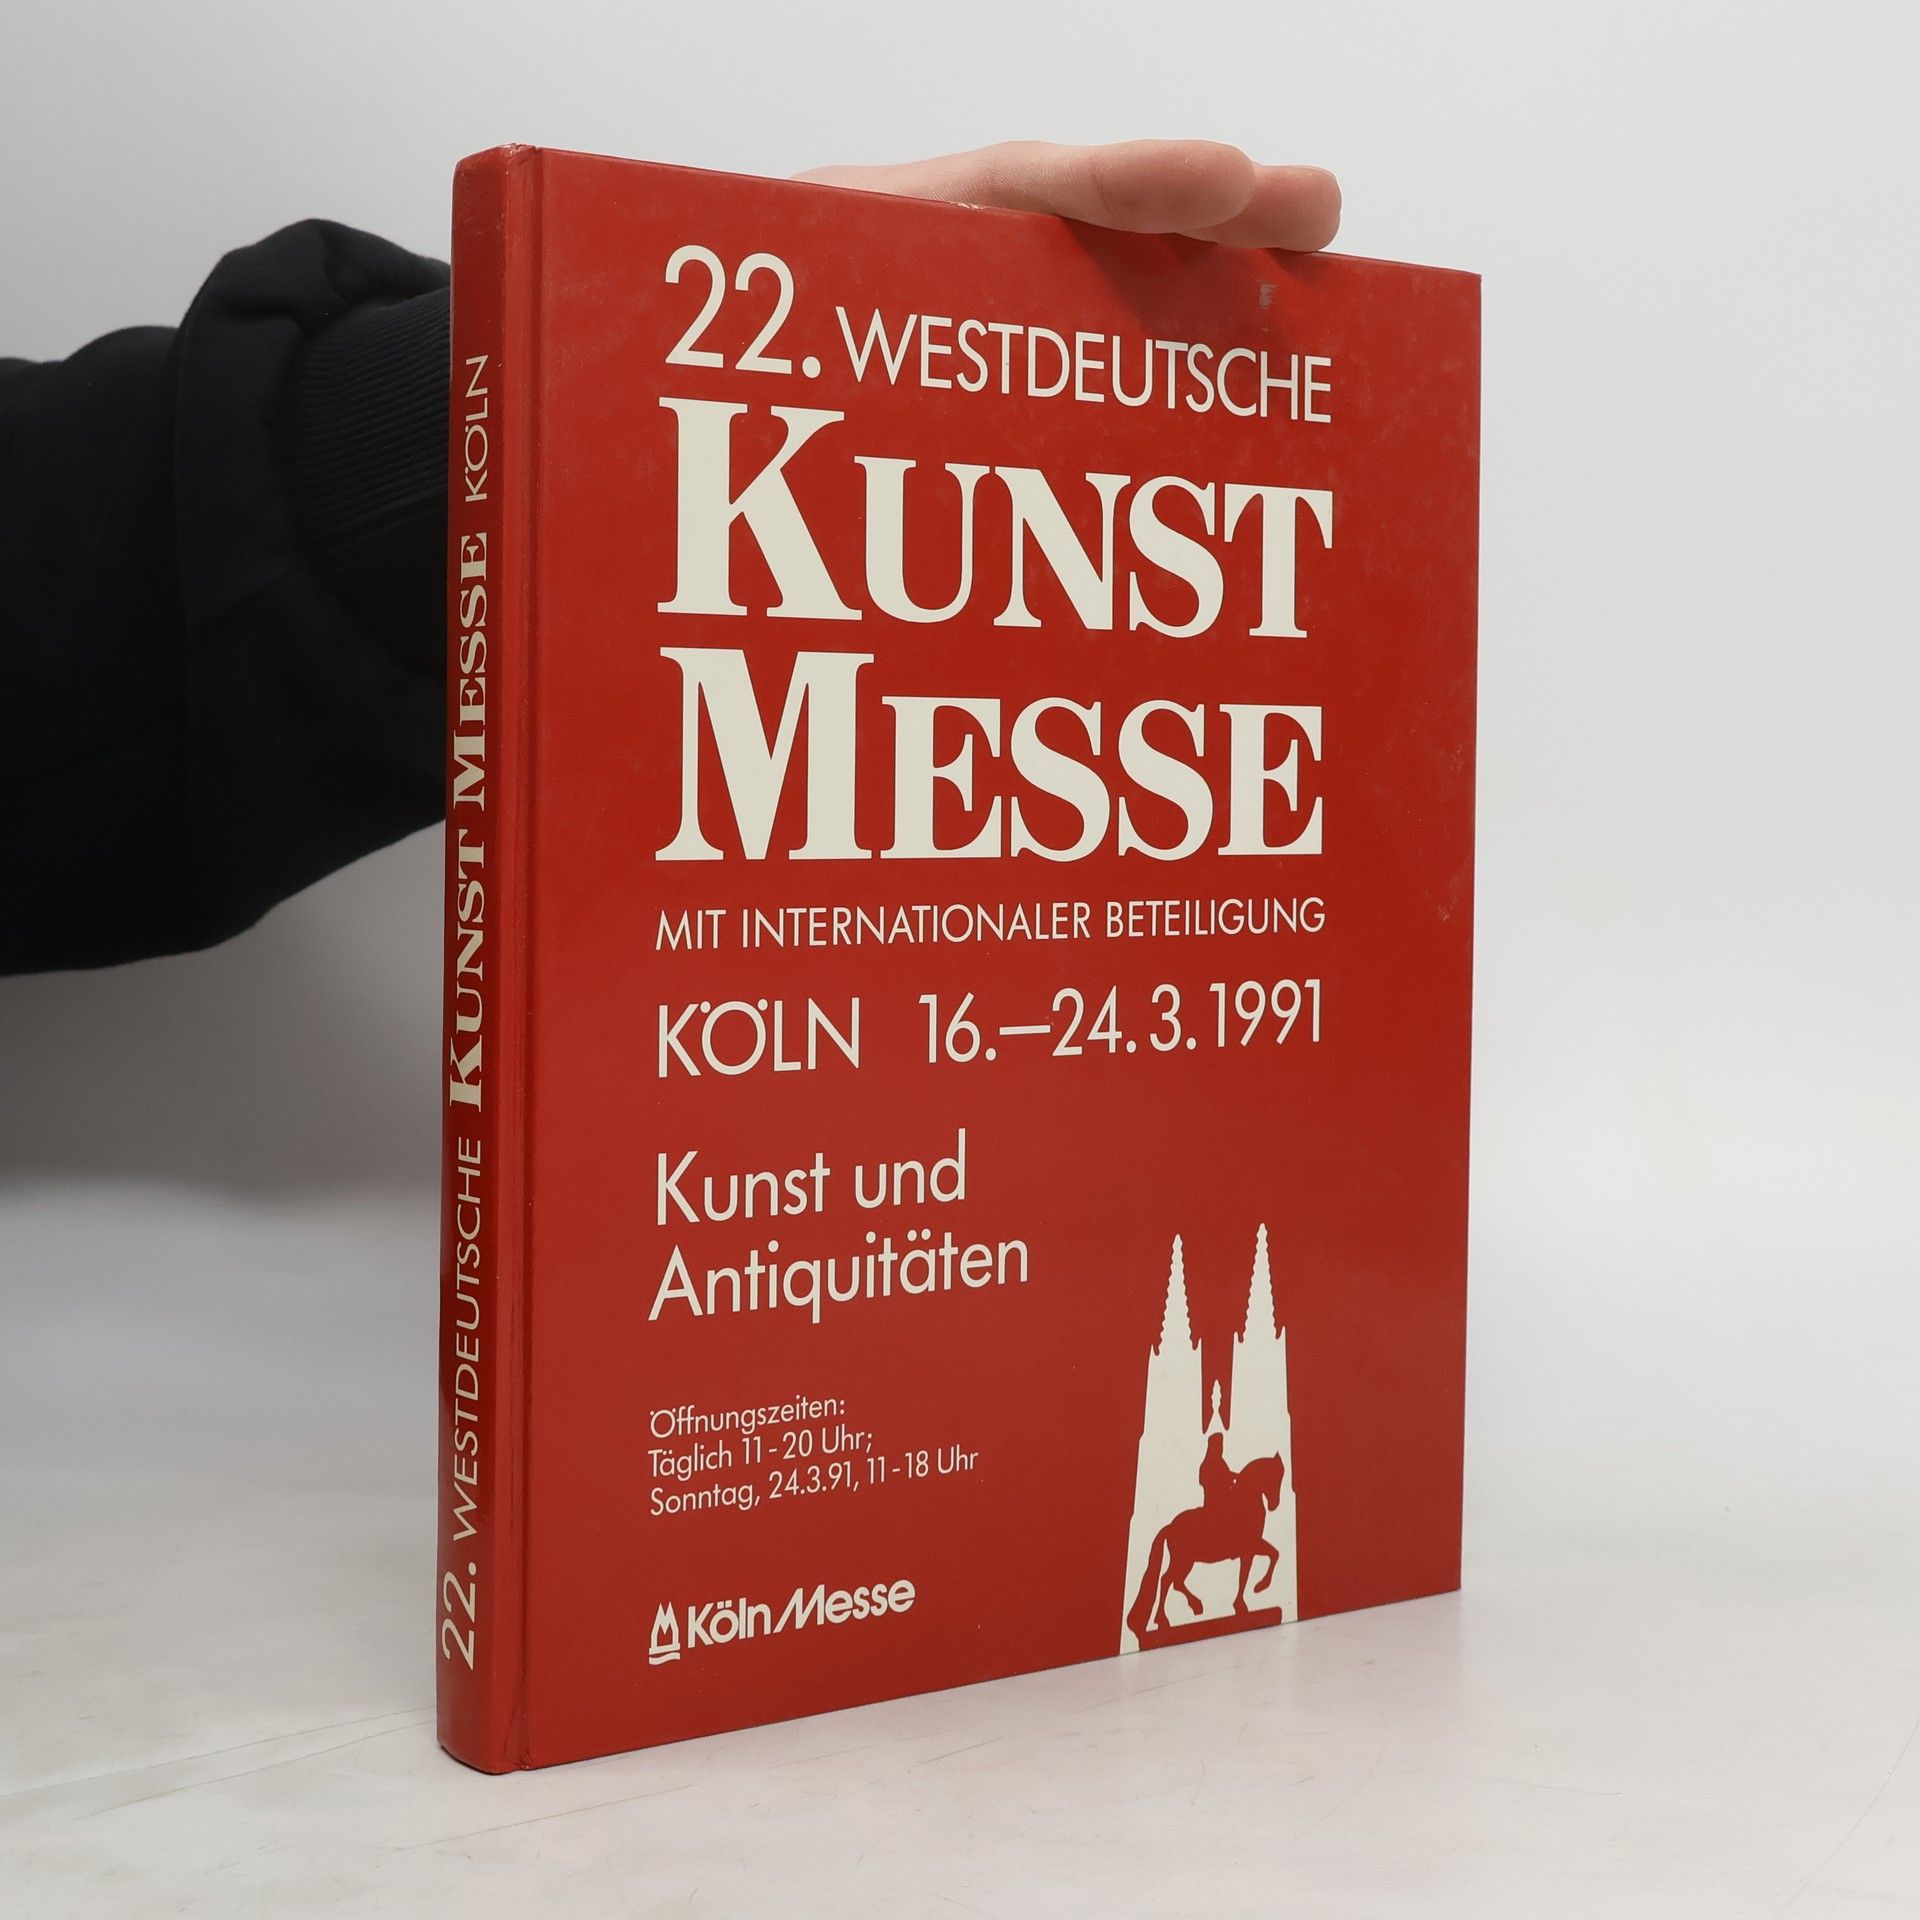 22. WESTDEUTSCHE KUNST MESSE KÖLN
22. WESTDEUTSCHE
KUNST
MESSE
MIT INTERNATIONALER BETEILIGUNG
KÖLN 16.–24.3.1991
Kunst und
Antiquitäten
Öffnungszeiten:
Täglich 11-20 Uhr;
Sonntag, 24.3.91, 11-18 Uhr
KölnMesse